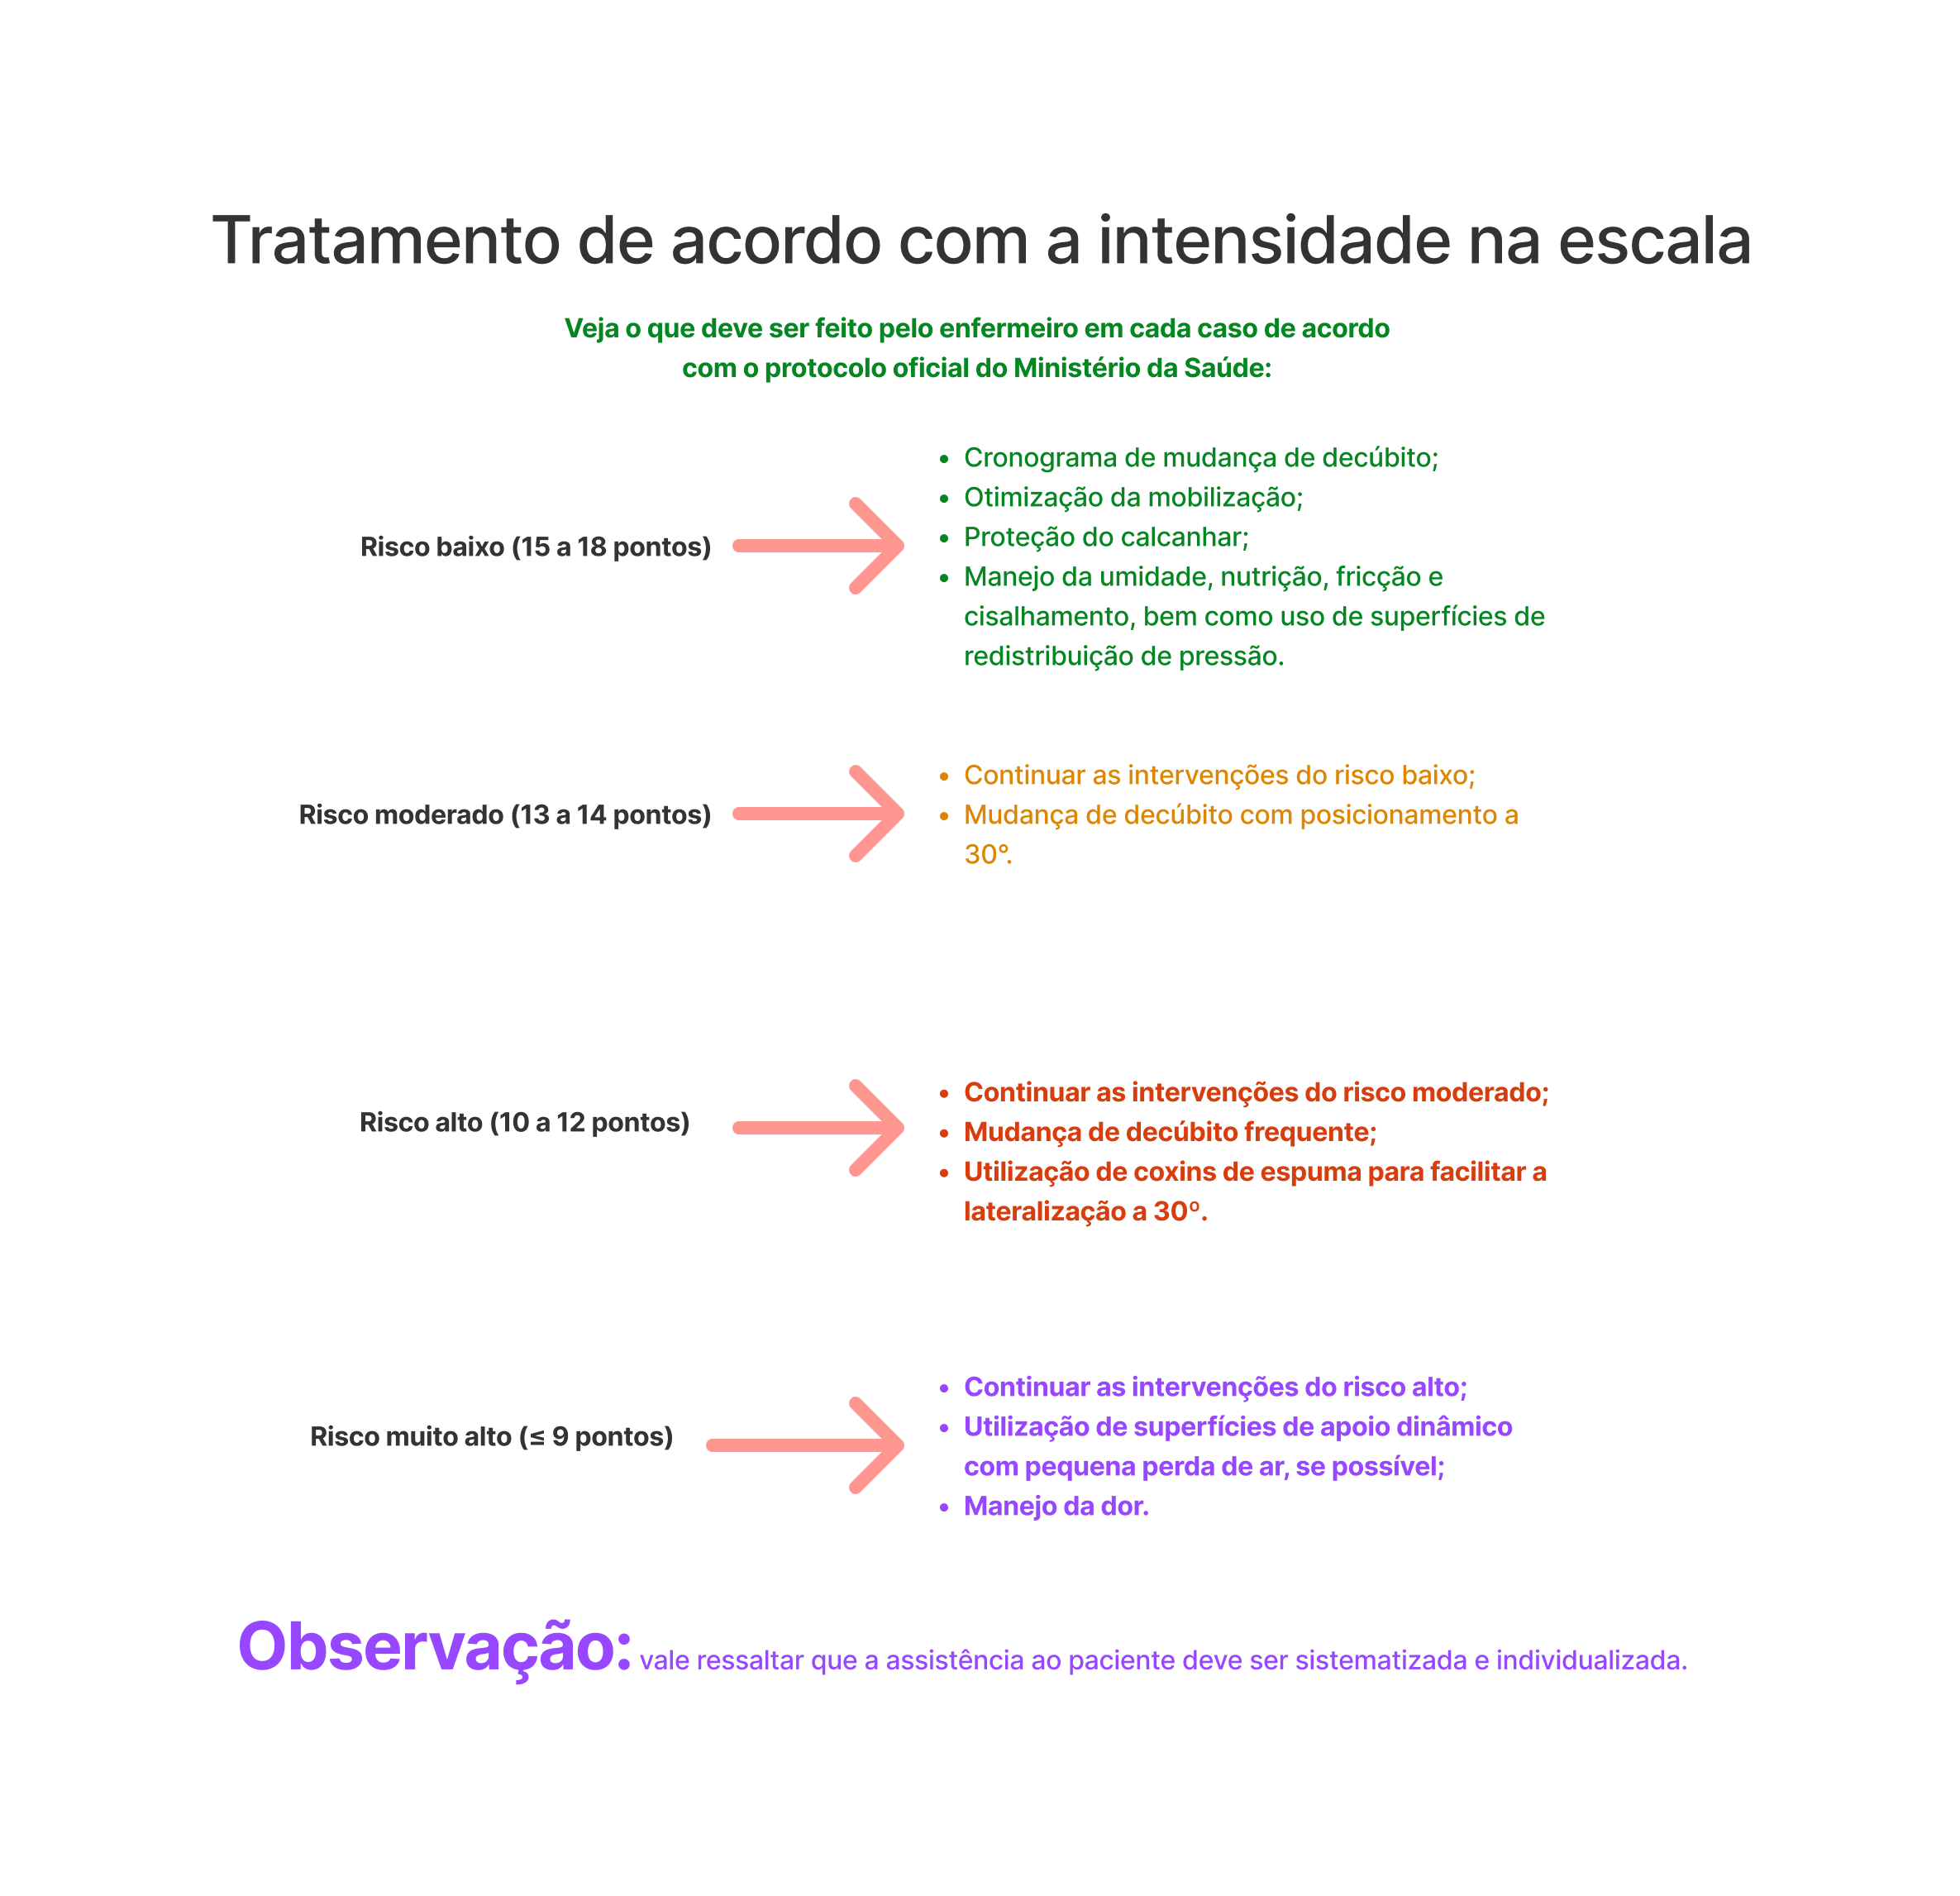 Tratamento de acordo com a intensidade na escala
Veja o que deve ser feito pelo enfermeiro em cada caso de acordo
com o protocolo oficial do Ministério da Saúde:
Risco baixo (15 a 18 pontos)
• Cronograma de mudança de decúbito;
• Otimização da mobilização;
• Proteção do calcanhar;
• Manejo da umidade, nutrição, fricção e
cisalhamento, bem como uso de superfícies de
redistribuição de pressão.
Risco moderado (13 a 14 pontos)
• Continuar as intervenções do risco baixo;
• Mudança de decúbito com posicionamento a
30°.
Risco alto (10 a 12 pontos)
• Continuar as intervenções do risco moderado;
• Mudança de decúbito frequente;
• Utilização de coxins de espuma para facilitar a
lateralização a 30º.
Risco muito alto (≤ 9 pontos)
• Continuar as intervenções do risco alto;
• Utilização de superfícies de apoio dinâmico
com pequena perda de ar, se possível;
• Manejo da dor.
Observação: vale ressaltar que a assistência ao paciente deve ser sistematizada e individualizada.